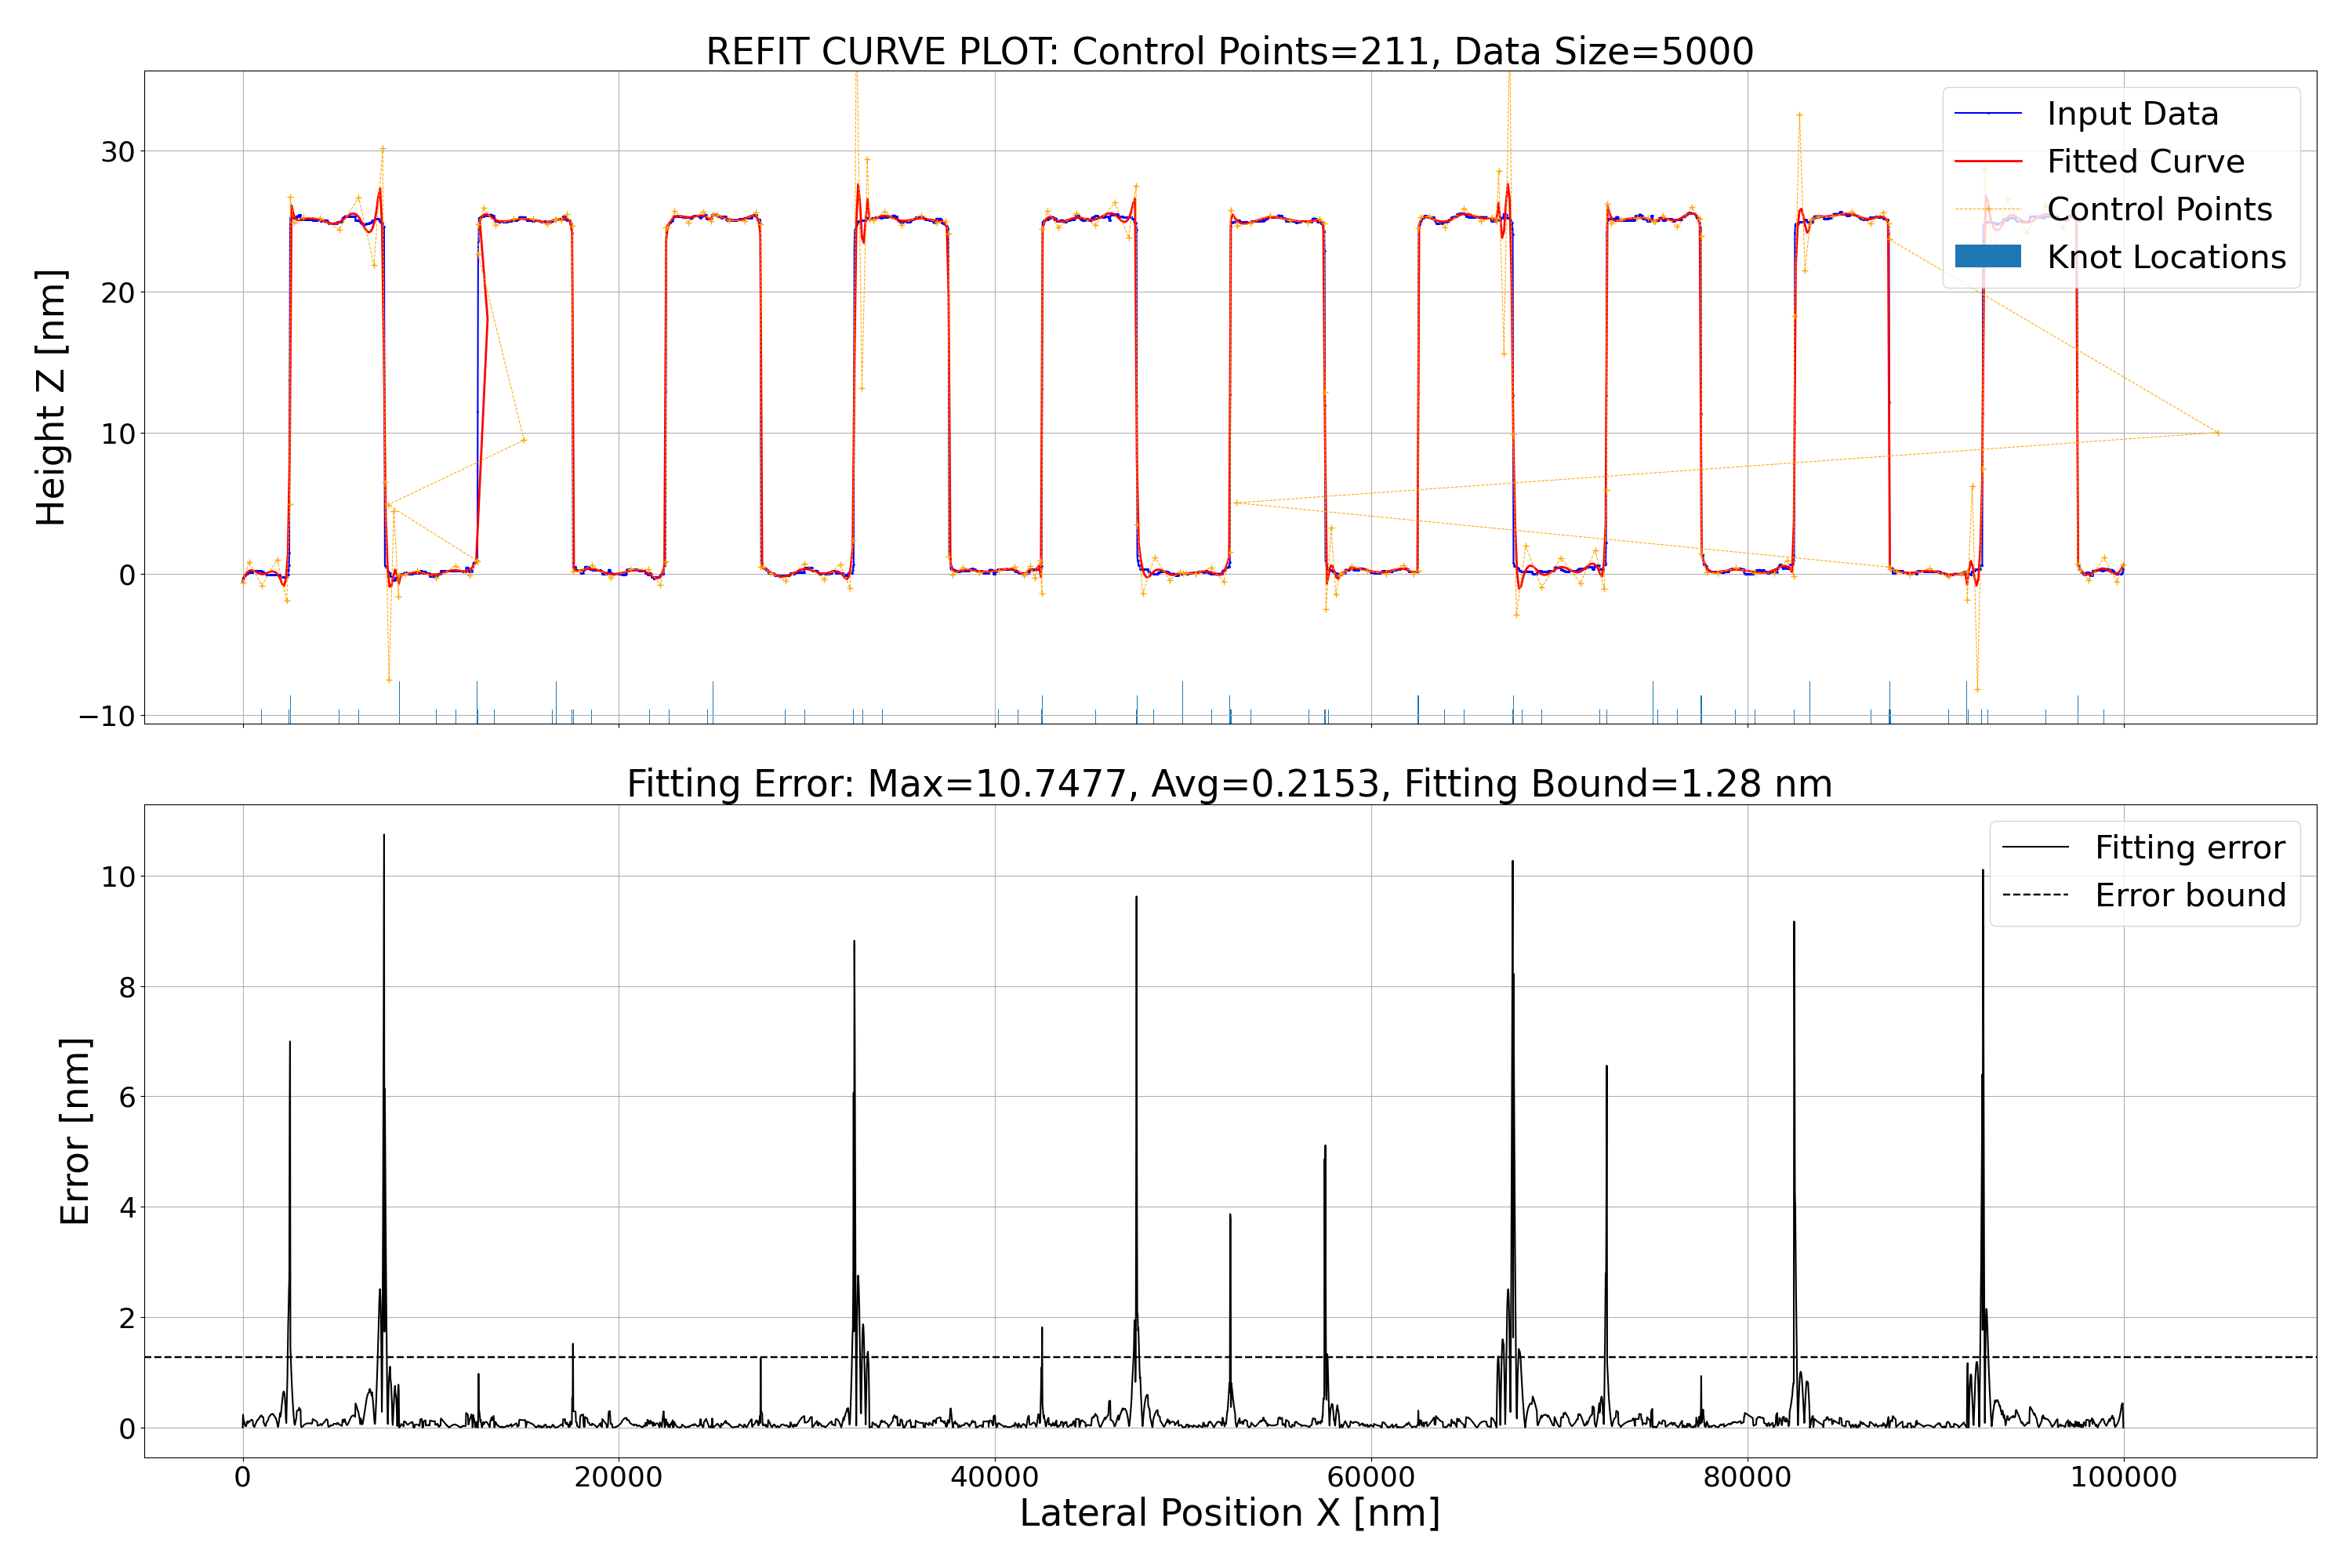 REFIT CURVE PLOT: Control Points=211, Data Size=5000
Height Z [nm]
30
20
10
0
−10
Input Data
Fitted Curve
Control Points
Knot Locations
Fitting Error: Max=10.7477, Avg=0.2153, Fitting Bound=1.28 nm
Error [nm]
10
8
6
4
2
0
Fitting error
Error bound
0 20000 40000 60000 80000 100000
Lateral Position X [nm]